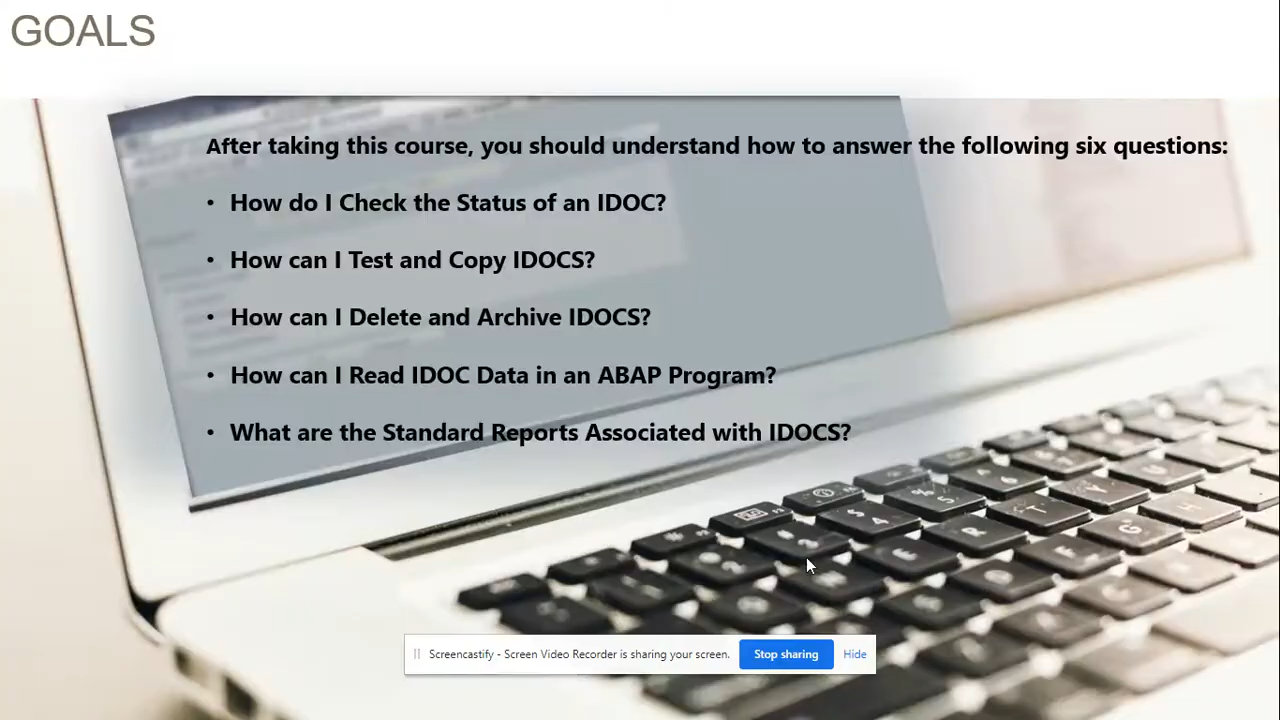 GOALS
After taking this course, you should understand how to answer the following six questions:
• How do I Check the Status of an IDOC?
• How can I Test and Copy IDOCS?
• How can I Delete and Archive IDOCS?
• How can I Read IDOC Data in an ABAP Program?
• What are the Standard Reports Associated with IDOCS?
Screencastify - Screen Video Recorder is sharing your screen. Stop sharing Hide